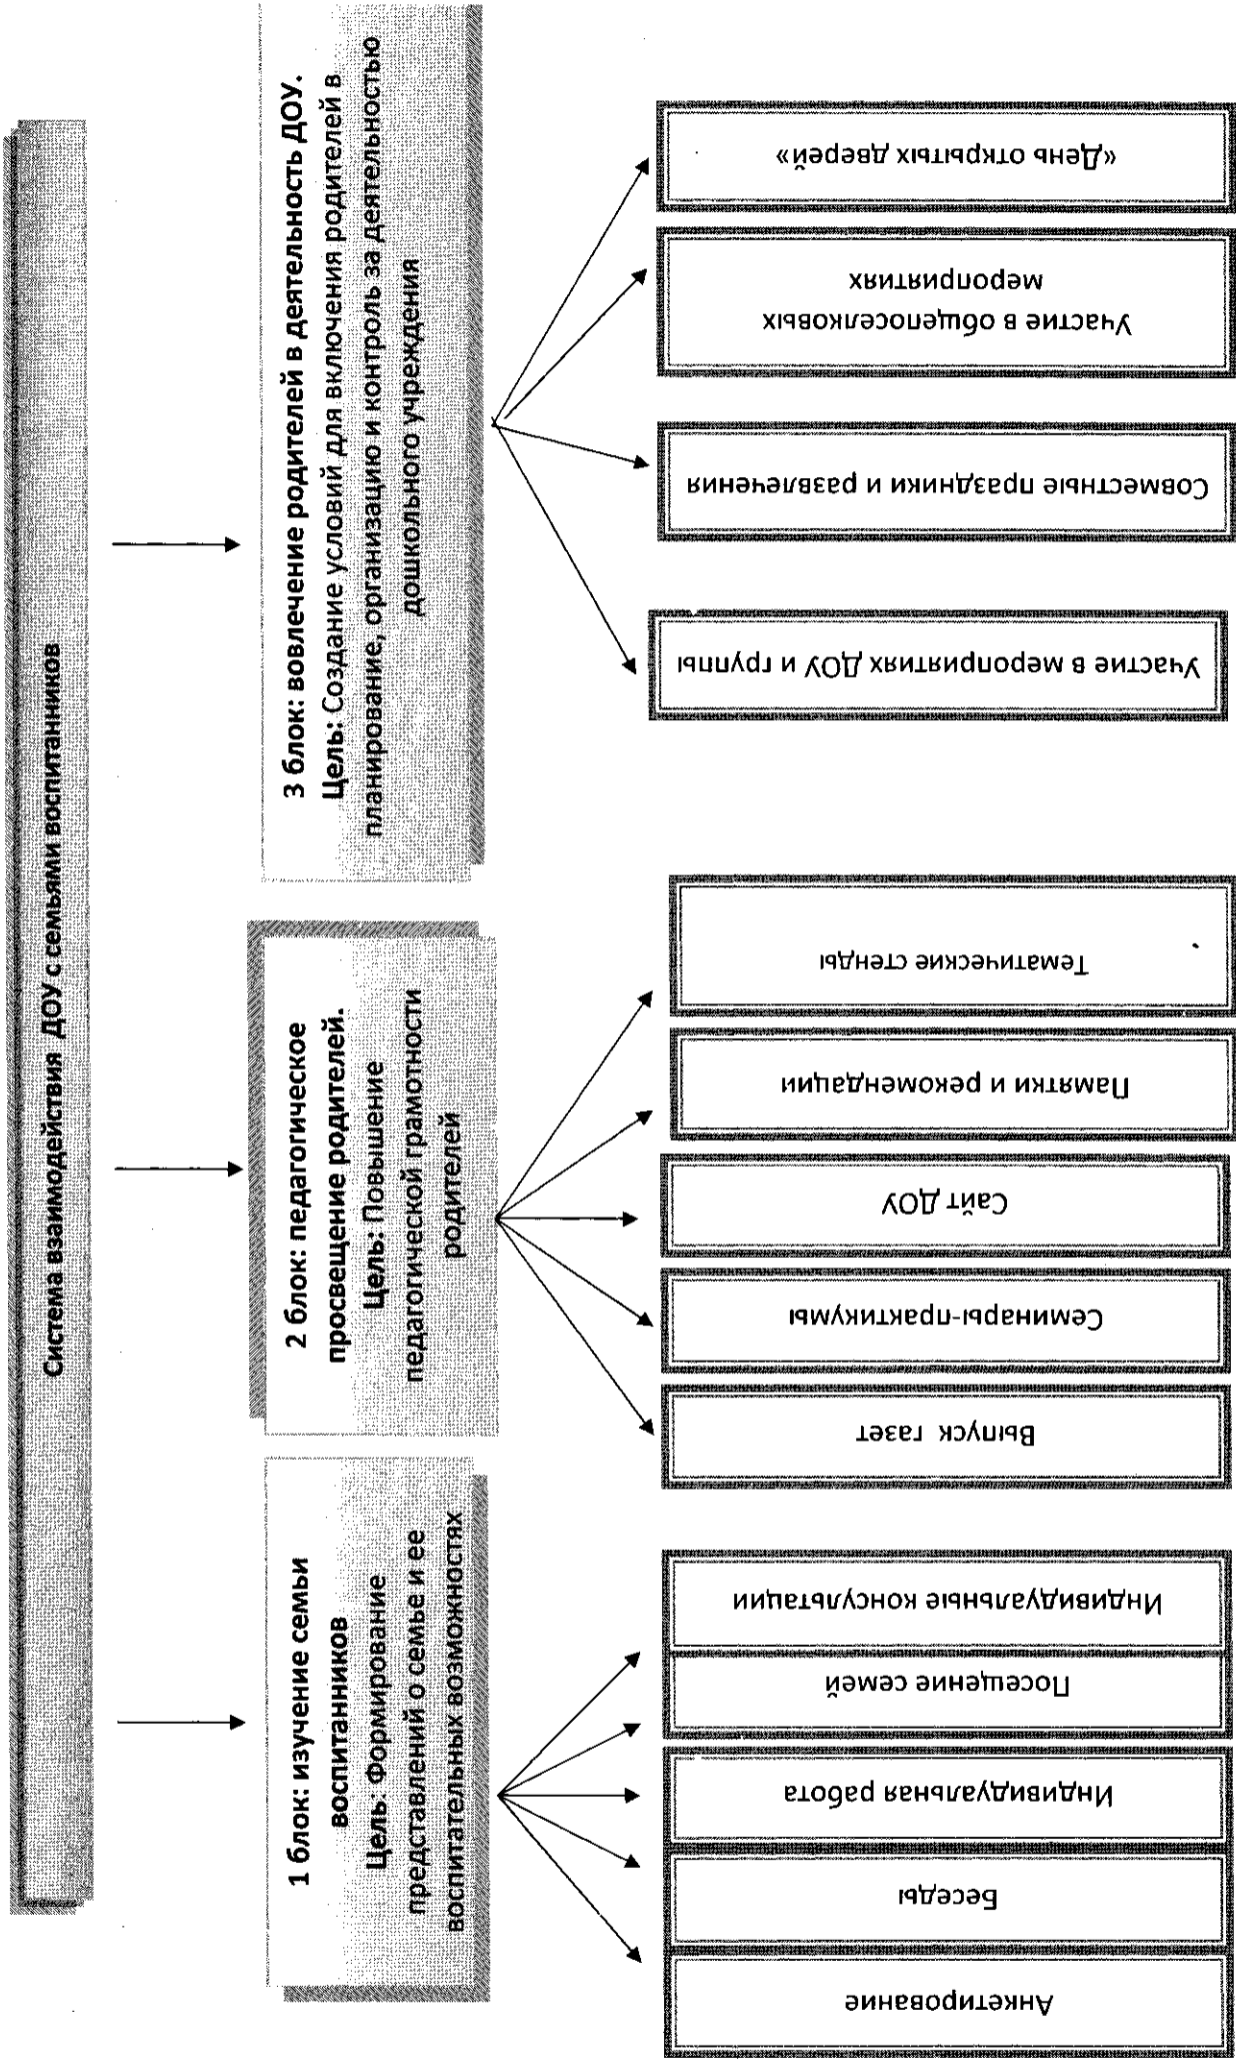 Система взаимодействия ДОУ с семьями воспитанников
1 блок: изучение семьи
воспитанников
Цель: Формирование
представлений о семье и ее
воспитательных возможностях
2 блок: педагогическое
просвещение родителей.
Цель: Повышение
педагогической грамотности
родителей
3 блок: вовлечение родителей в деятельность ДОУ.
Цель: Создание условий для включения родителей в
планирование, организацию и контроль за деятельностью
дошкольного учреждения
Анкетирование
Беседы
Индивидуальная работа
Посещение семей
Индивидуальные консультации
Выпуск газет
Семинары-практикумы
Сайт ДОУ
Памятки и рекомендации
Тематические стенды
Участие в мероприятиях ДОУ и группы
Совместные праздники и развлечения
Участие в общепоселковых
мероприятиях
«День открытых дверей»